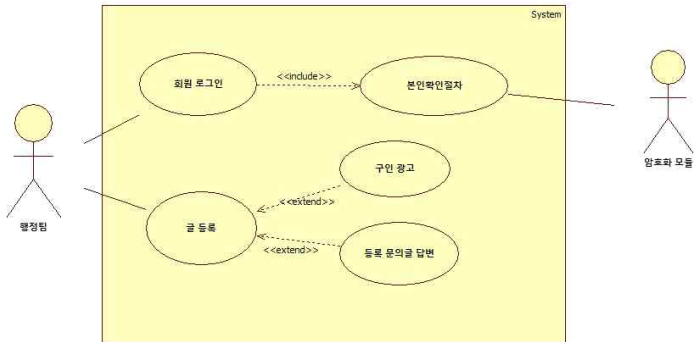 System
회원 로그인
<<include>>
본인확인절차
암호화 모듈
구인 광고
<<extend>>
글 등록
행정팀
<<extend>>
등록 문의글 답변